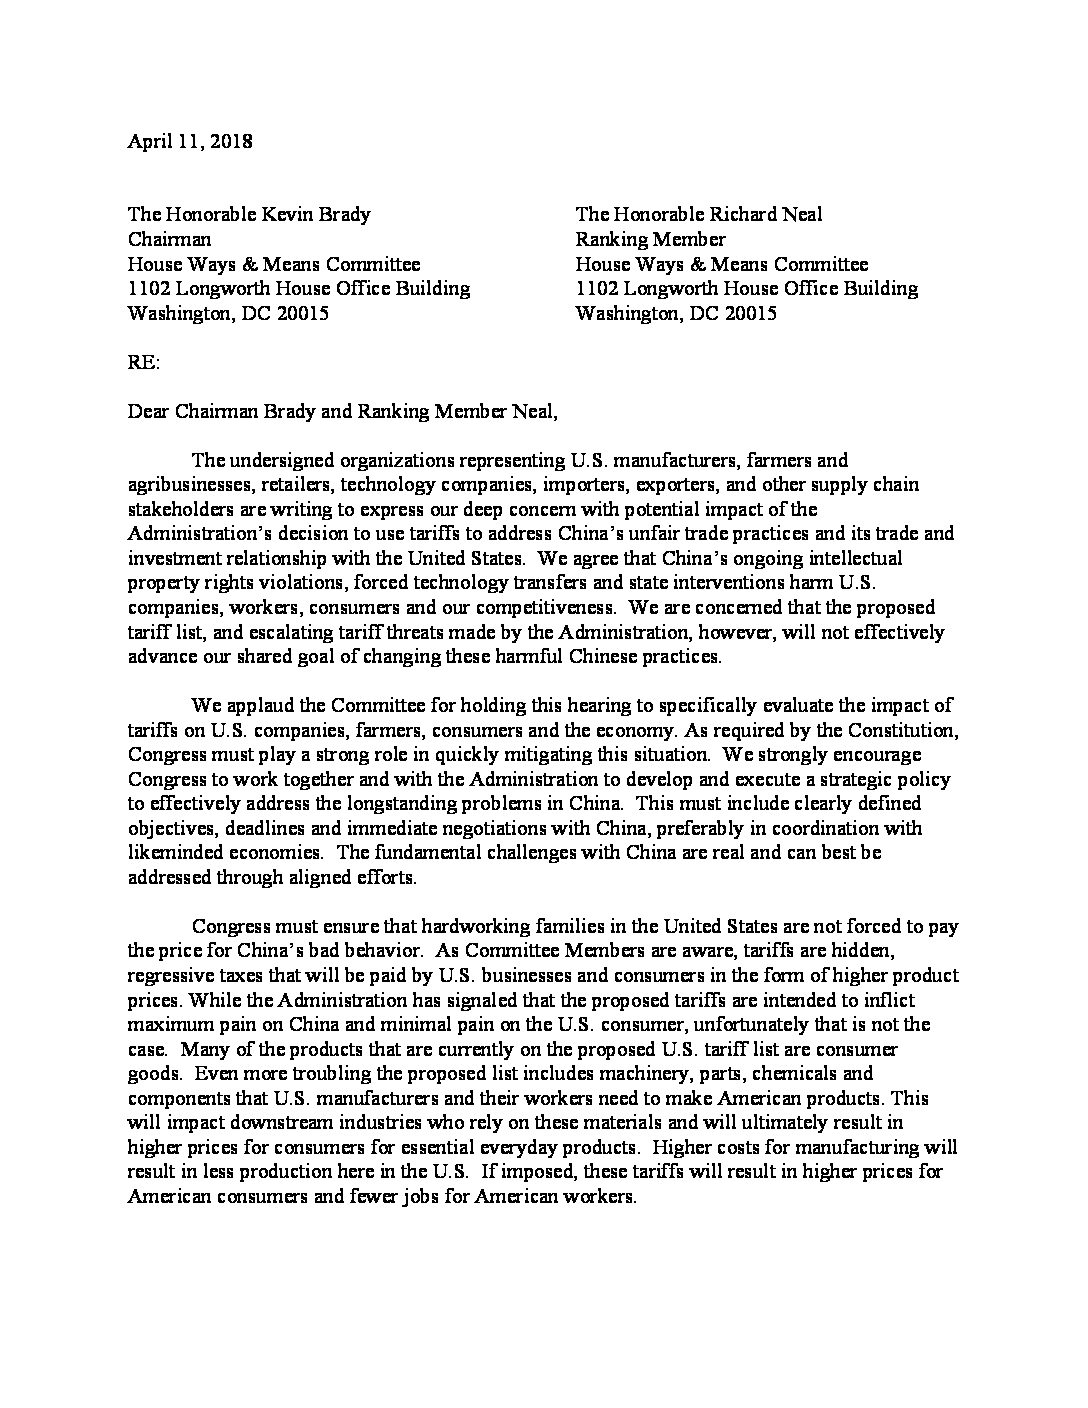 April 11, 2018
The Honorable Kevin Brady
Chairman
House Ways & Means Committee
1102 Longworth House Office Building
Washington, DC 20015
The Honorable Richard Neal
Ranking Member
House Ways & Means Committee
1102 Longworth House Office Building
Washington, DC 20015
RE:
Dear Chairman Brady and Ranking Member Neal,
The undersigned organizations representing U.S. manufacturers, farmers and
agribusinesses, retailers, technology companies, importers, exporters, and other supply chain
stakeholders are writing to express our deep concern with potential impact of the
Administration’s decision to use tariffs to address China’s unfair trade practices and its trade and
investment relationship with the United States.  We agree that China’s ongoing intellectual
property rights violations, forced technology transfers and state interventions harm U.S.
companies, workers, consumers and our competitiveness.  We are concerned that the proposed
tariff list, and escalating tariff threats made by the Administration, however, will not effectively
advance our shared goal of changing these harmful Chinese practices.
We applaud the Committee for holding this hearing to specifically evaluate the impact of
tariffs on U.S. companies, farmers, consumers and the economy. As required by the Constitution,
Congress must play a strong role in quickly mitigating this situation.  We strongly encourage
Congress to work together and with the Administration to develop and execute a strategic policy
to effectively address the longstanding problems in China.  This must include clearly defined
objectives, deadlines and immediate negotiations with China, preferably in coordination with
likeminded economies.  The fundamental challenges with China are real and can best be
addressed through aligned efforts.
Congress must ensure that hardworking families in the United States are not forced to pay
the price for China’s bad behavior.  As Committee Members are aware, tariffs are hidden,
regressive taxes that will be paid by U.S. businesses and consumers in the form of higher product
prices. While the Administration has signaled that the proposed tariffs are intended to inflict
maximum pain on China and minimal pain on the U.S. consumer, unfortunately that is not the
case.  Many of the products that are currently on the proposed U.S. tariff list are consumer
goods.  Even more troubling the proposed list includes machinery, parts, chemicals and
components that U.S. manufacturers and their workers need to make American products. This
will impact downstream industries who rely on these materials and will ultimately result in
higher prices for consumers for essential everyday products.  Higher costs for manufacturing will
result in less production here in the U.S.  If imposed, these tariffs will result in higher prices for
American consumers and fewer jobs for American workers.